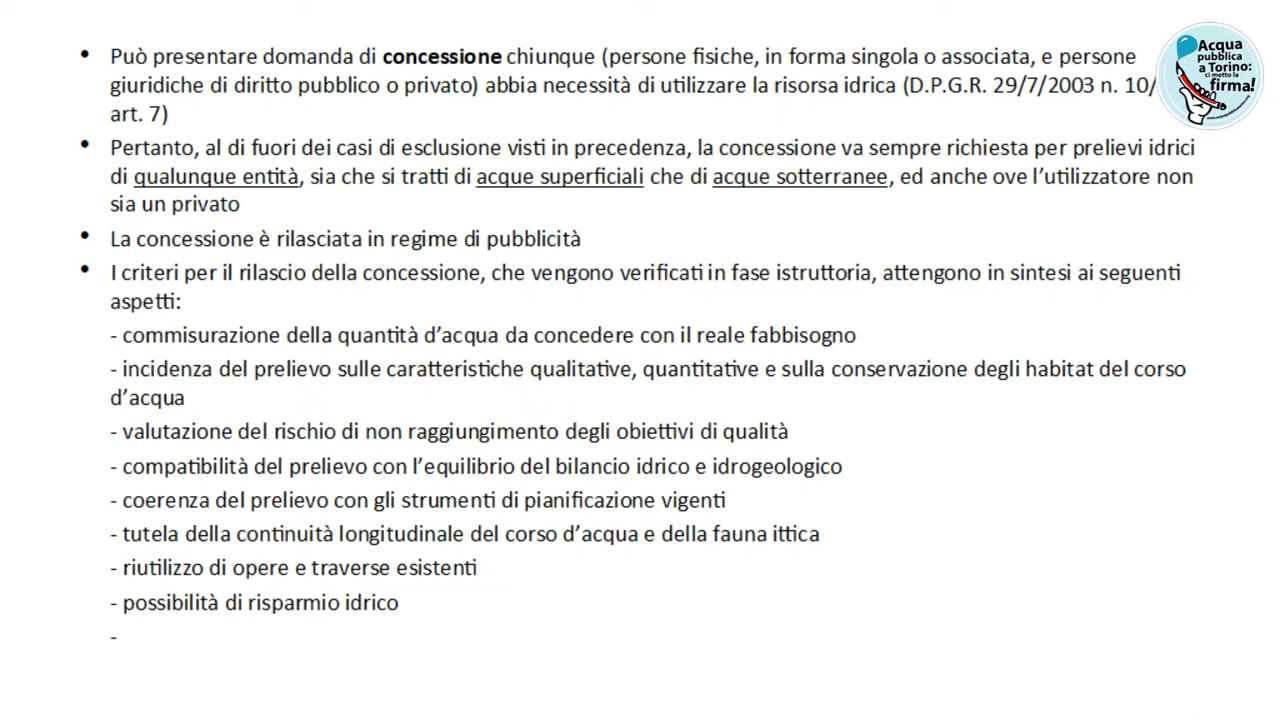 • Può presentare domanda di concessione chiunque (persone fisiche, in forma singola o associata, e persone
giuridiche di diritto pubblico o privato) abbia necessità di utilizzare la risorsa idrica (D.P.G.R. 29/7/2003 n. 10/
art. 7)
• Pertanto, al di fuori dei casi di esclusione visti in precedenza, la concessione va sempre richiesta per prelievi idrici
di qualunque entità, sia che si tratti di acque superficiali che di acque sotterranee, ed anche ove l’utilizzatore non
sia un privato
• La concessione è rilasciata in regime di pubblicità
• I criteri per il rilascio della concessione, che vengono verificati in fase istruttoria, attengono in sintesi ai seguenti
aspetti:
- commisurazione della quantità d’acqua da concedere con il reale fabbisogno
- incidenza del prelievo sulle caratteristiche qualitative, quantitative e sulla conservazione degli habitat del corso
d’acqua
- valutazione del rischio di non raggiungimento degli obiettivi di qualità
- compatibilità del prelievo con l’equilibrio del bilancio idrico e idrogeologico
- coerenza del prelievo con gli strumenti di pianificazione vigenti
- tutela della continuità longitudinale del corso d’acqua e della fauna ittica
- riutilizzo di opere e traverse esistenti
- possibilità di risparmio idrico
-
Acqua
pubblica
a Torino:
ci metto la
firma!